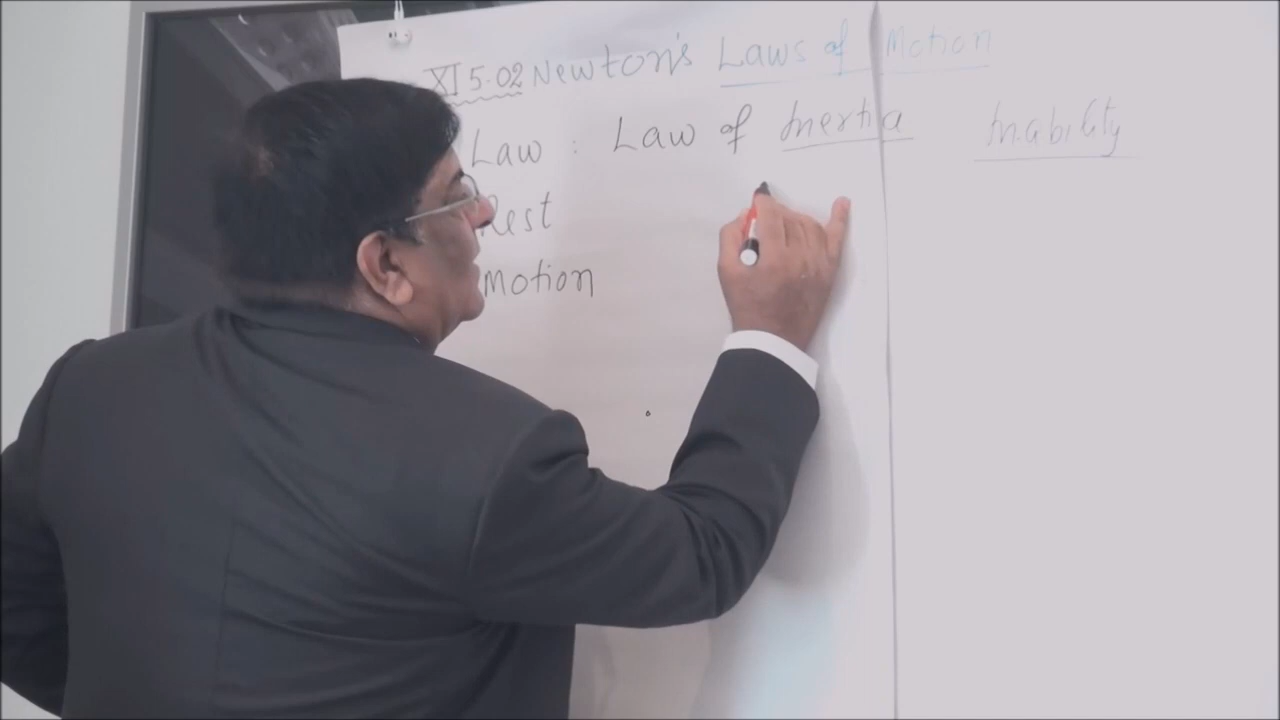 XI 5.02 Newton's Laws of Motion
Law : Law of Inertia Inability
Rest
Motion